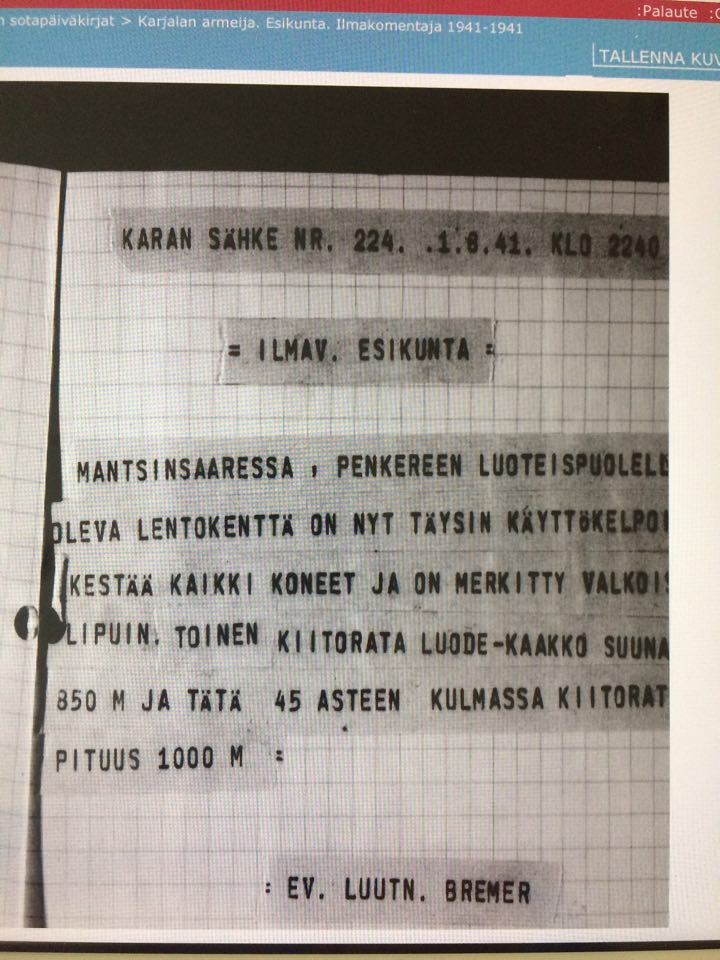 :Palaute
sotapäiväkirjat > Karjalan armeija. Esikunta. Ilmakomentaja 1941-1941
TALLENNA KUV
KARAN SÄHKE NR. 224. .1.8.41. KLO 2240
= ILMAV. ESIKUNTA =
MANTSINSAARESSA , PENKEREEN LUOTEISPUOLELL
OLEVA LENTOKENTTÄ ON NYT TÄYSIN KÄYTTÖKELPOI
KESTÄÄ KAIKKI KONEET JA ON MERKITTY VALKOIS
LIPUIN. TOINEN KIITORATA LUODE-KAAKKO SUUNA
850 M JA TÄTÄ 45 ASTEEN KULMASSA KIITORAT
PITUUS 1000 M =
: EV. LUUTN. BREMER